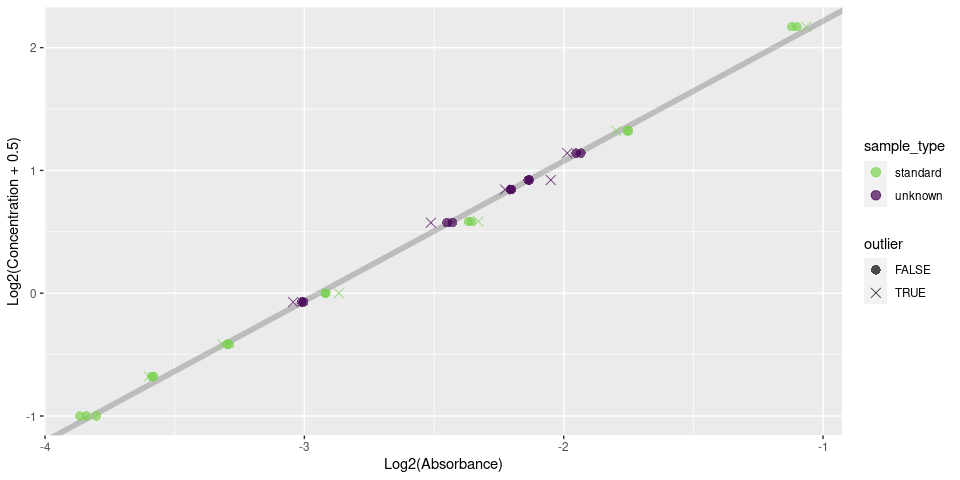 2
1
0
-1
-4
-3
-2
-1
Log2(Absorbance)
Log2(Concentration + 0.5)
sample_type
standard
unknown
outlier
FALSE
TRUE